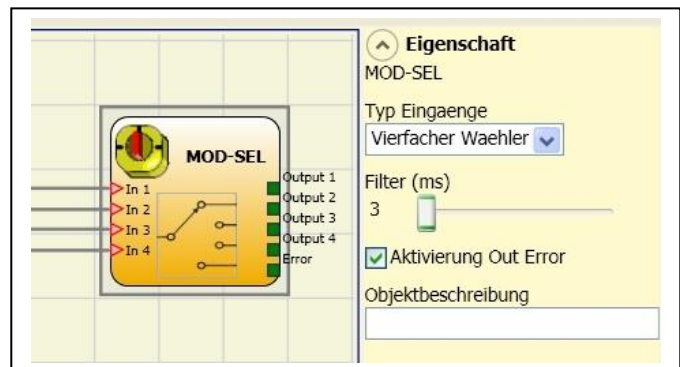 MOD-SEL
In 1
In 2
In 3
In 4
Output 1
Output 2
Output 3
Output 4
Error
Eigenschaft
MOD-SEL
Typ Eingaenge
Vierfacher Waehler
Filter (ms)
3
Aktivierung Out Error
Objektbeschreibung